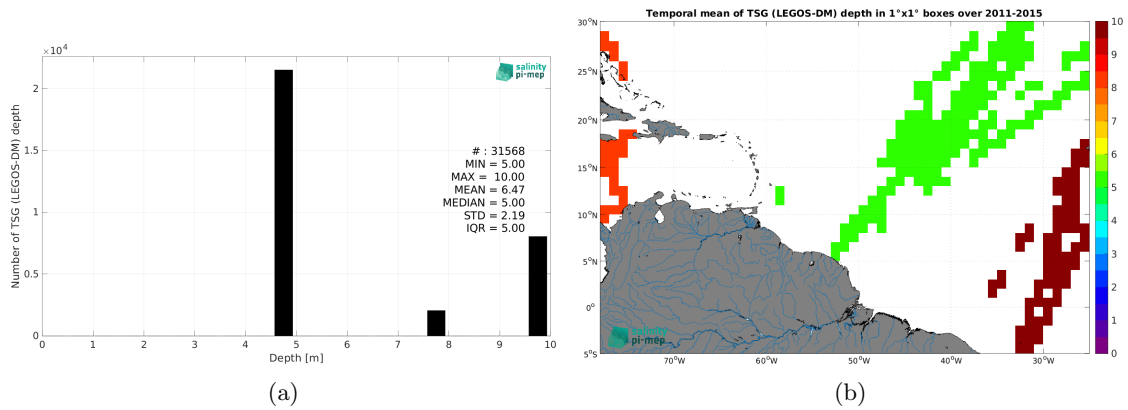 ×10⁴
2
1.5
1
0.5
0
0 1 2 3 4 5 6 7 8 9 10
Number of TSG (LEGOS-DM) depth
Depth [m]
salinity
pi-mep
# : 31568
MIN = 5.00
MAX = 10.00
MEAN = 6.47
MEDIAN = 5.00
STD = 2.19
IQR = 5.00
(a)
Temporal mean of TSG (LEGOS-DM) depth in 1°x1° boxes over 2011-2015
30°N
25°N
20°N
15°N
10°N
5°N
0°
5°S
70°W 60°W 50°W 40°W 30°W
salinity
pi-mep
10
9
8
7
6
5
4
3
2
1
0
(b)